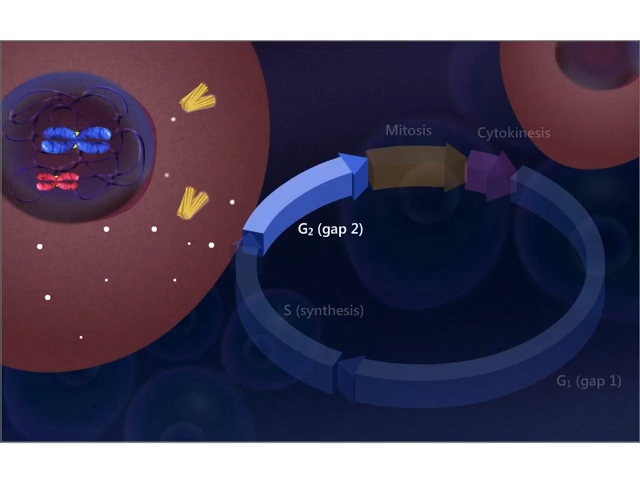 Mitosis
Cytokinesis
G₂ (gap 2)
S (synthesis)
G₁ (gap 1)